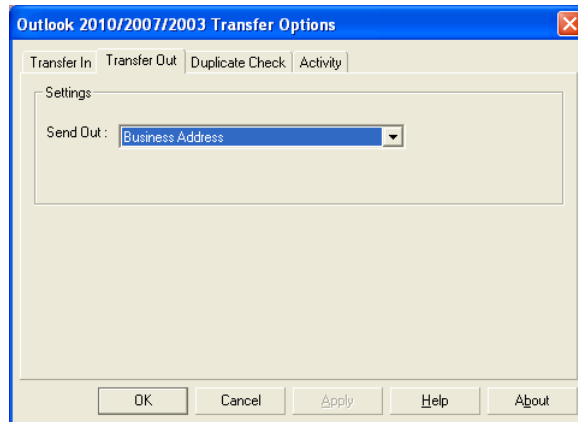 Outlook 2010/2007/2003 Transfer Options
Transfer In Transfer Out Duplicate Check Activity
Settings
Send Out : Business Address
OK Cancel Apply Help About